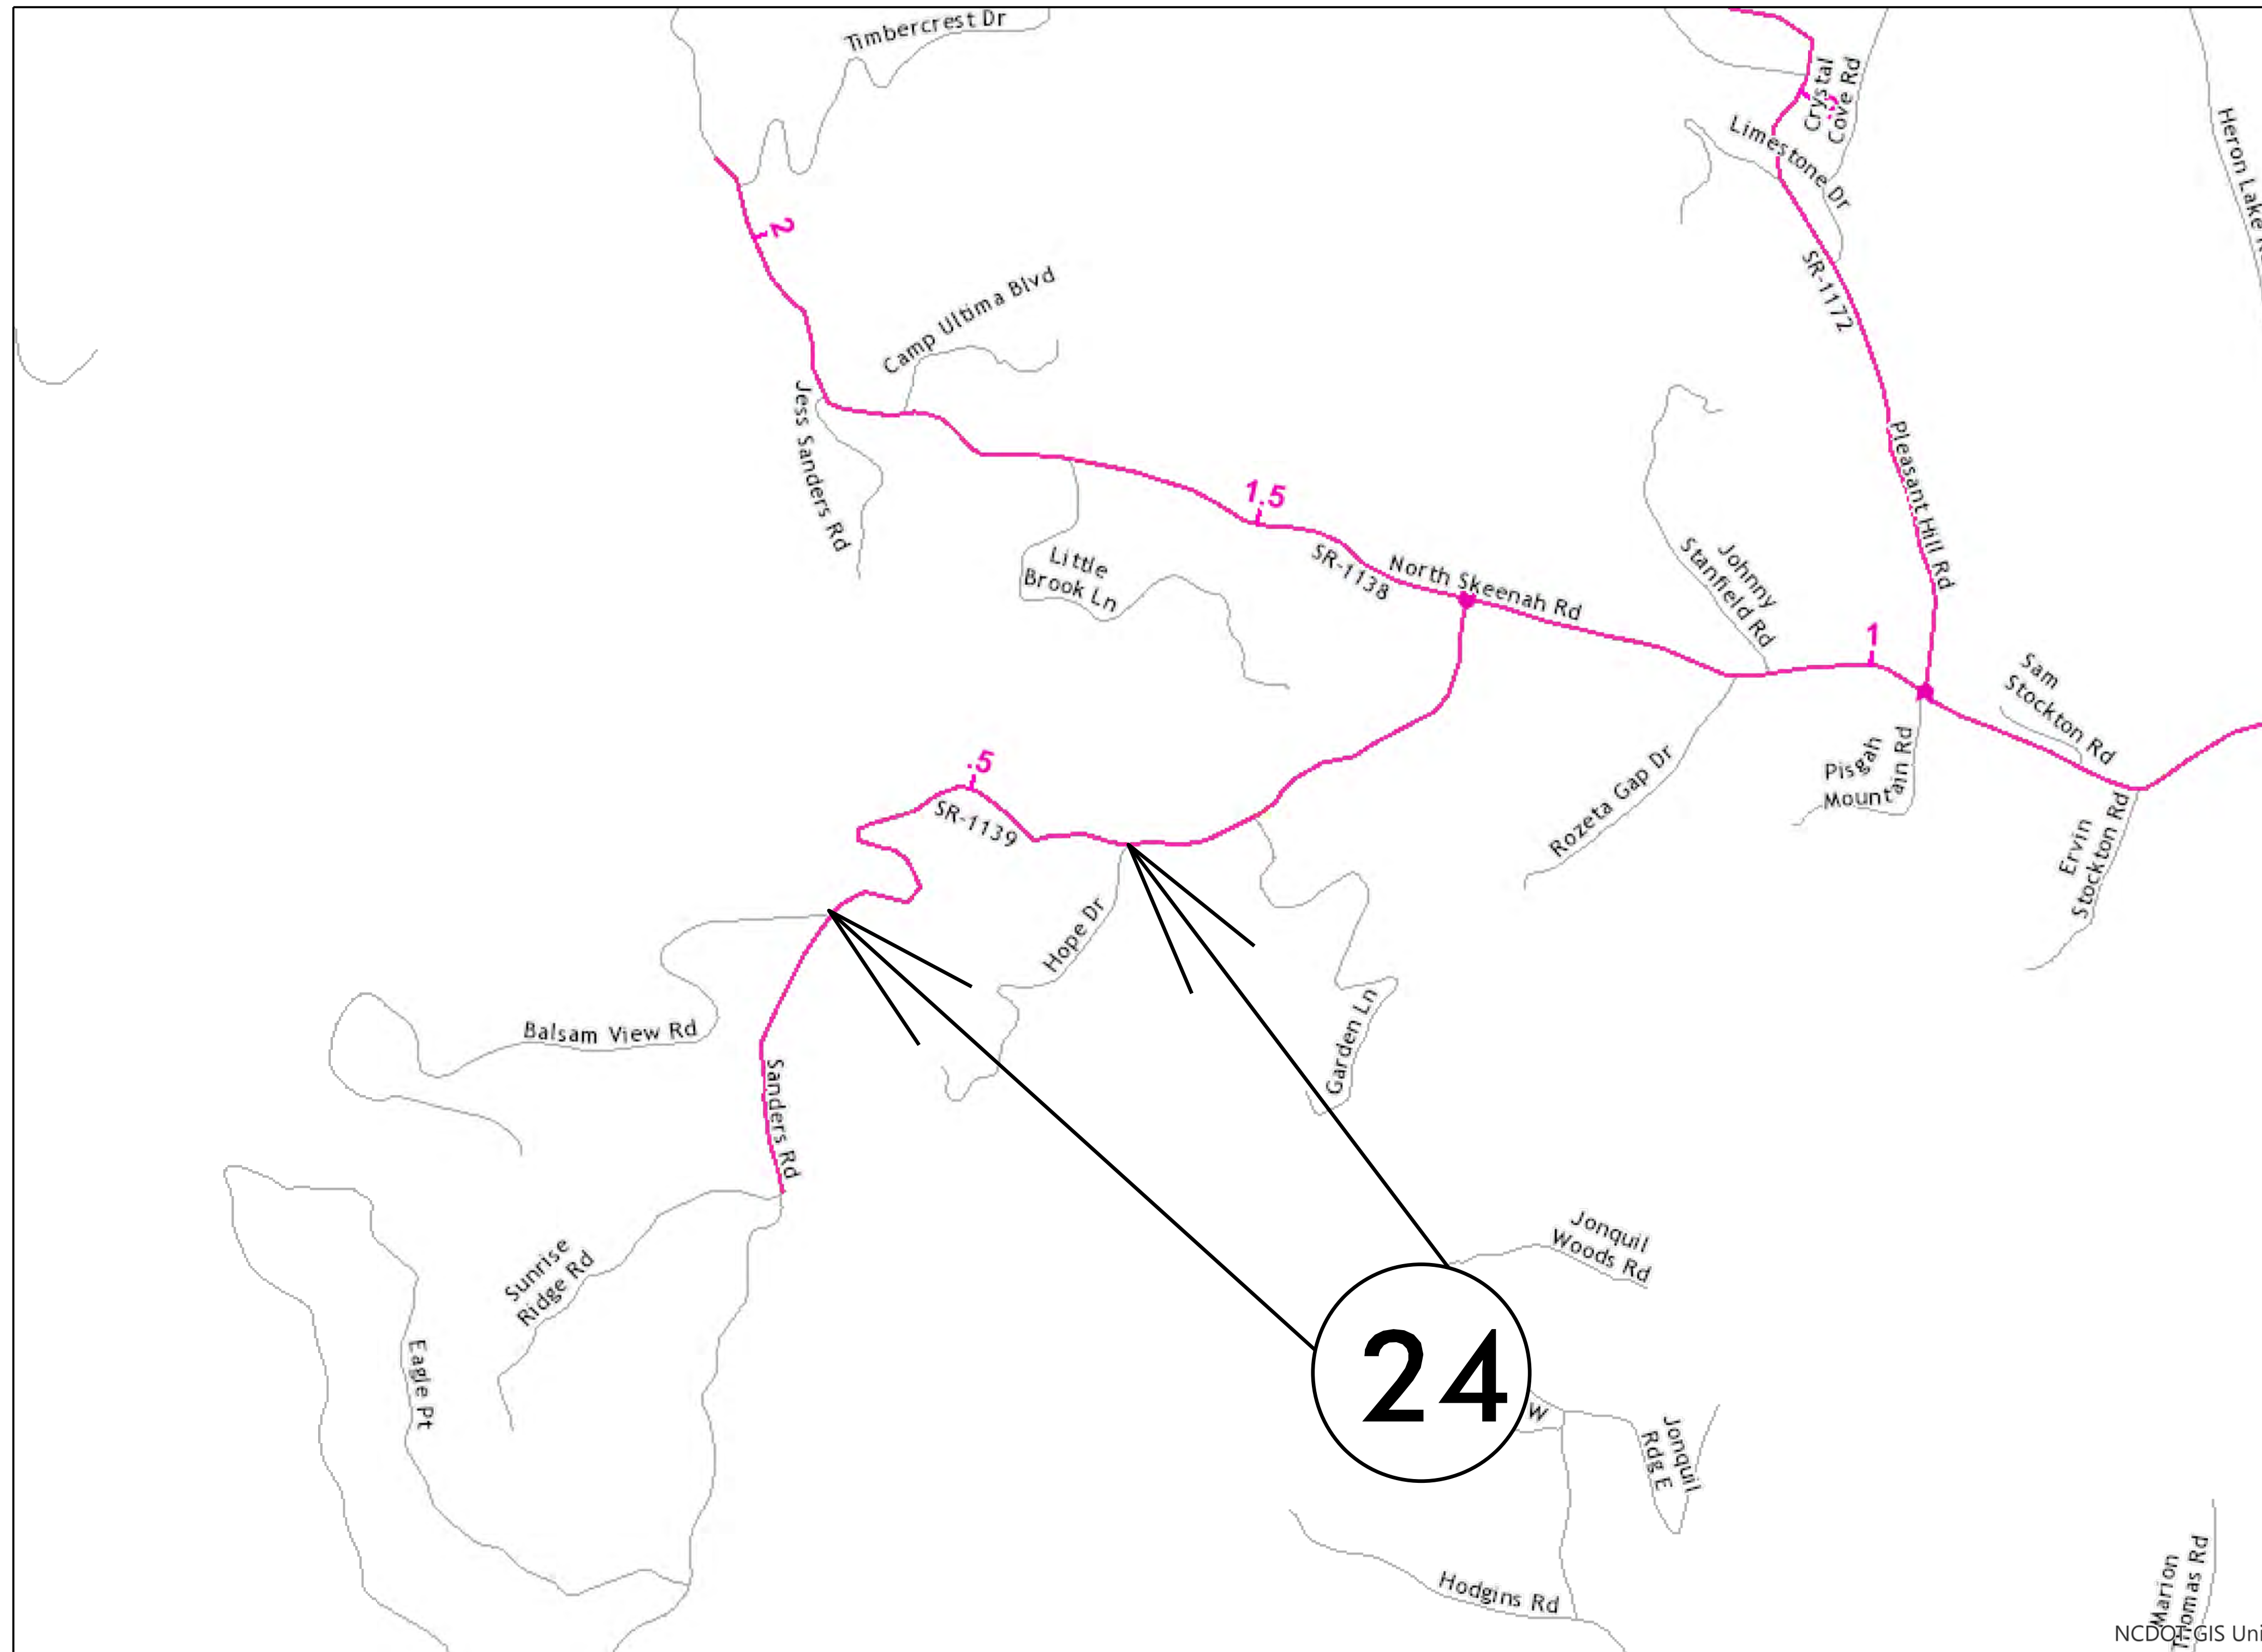 Timbercrest Dr
Crystal
Cove Rd
Limestone Dr
Heron Lake
2
SR-1172
Camp Ultima Blvd
Jess Sanders Rd
Pleasant Hill Rd
1.5
SR-1138
North Skeenah Rd
Little
Brook Ln
Johnny
Stanfield Rd
1
Sam
Stockton Rd
.5
SR-1139
Rozeta Gap Dr
Pisgah
Mountain Rd
Ervin
Stockton Rd
Hope Dr
Garden Ln
Balsam View Rd
Sanders Rd
Jonquil
Woods Rd
Sunrise
Ridge Rd
Eagle Pt
24
W
Jonquil
Rdg E
Hodgins Rd
Marion
Thomas Rd
NCDOT GIS Uni